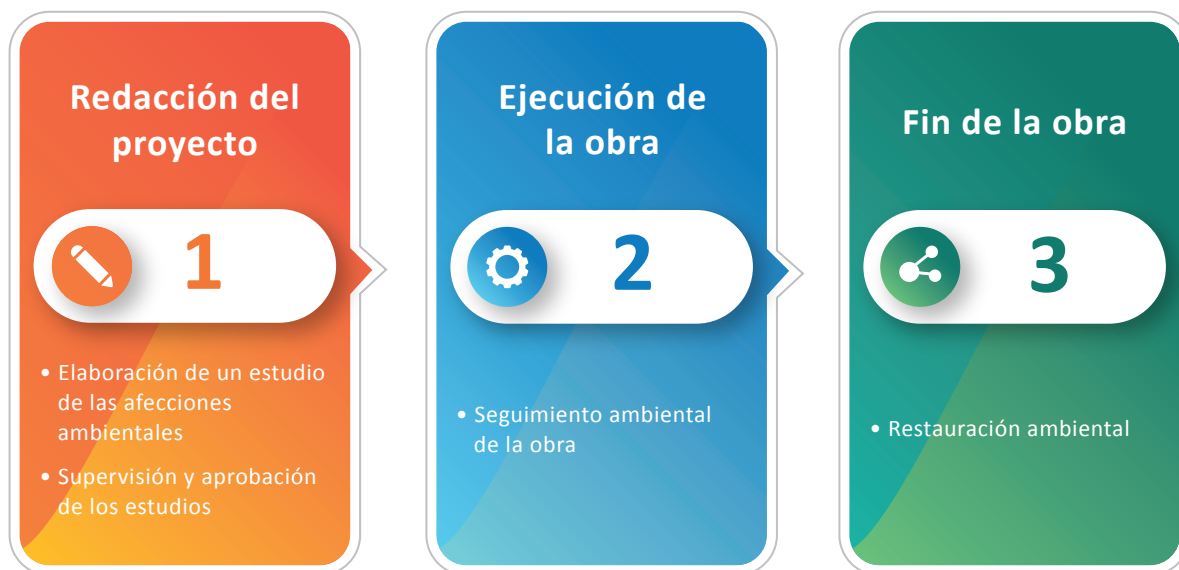 Redacción del
proyecto
1
• Elaboración de un estudio
de las afecciones
ambientales
• Supervisión y aprobación
de los estudios
Ejecución de
la obra
2
• Seguimiento ambiental
de la obra
Fin de la obra
3
• Restauración ambiental